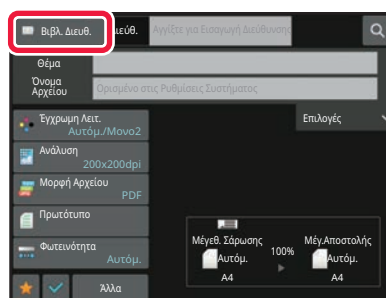 Βιβλ. Διευθ.
ιεύθ.
Αγγίξτε για Εισαγωγή Διεύθυνσης
Θέμα
Όνομα
Αρχείου
Ορισμένο στις Ρυθμίσεις Συστήματος
Έγχρωμη Λειτ.
Αυτόμ./Μονο2
Επιλογές
Ανάλυση
200x200dpi
Μορφή Αρχείου
PDF
Πρωτότυπο
Φωτεινότητα
Αυτόμ.
Μέγεθ. Σάρωσης
Αυτόμ.
A4
100%
Μέγ.Αποστολής
Αυτόμ.
A4
Άλλα